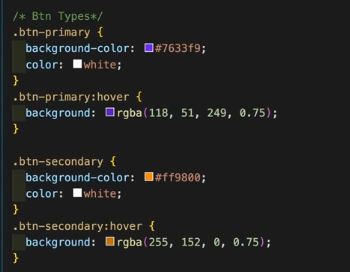 /* Btn Types*/
.btn-primary {
background-color: #7633f9;
color: white;
}
.btn-primary:hover {
background: rgba(118, 51, 249, 0.75);
}
.btn-secondary {
background-color: #ff9800;
color: white;
}
.btn-secondary:hover {
background: rgba(255, 152, 0, 0.75);
}